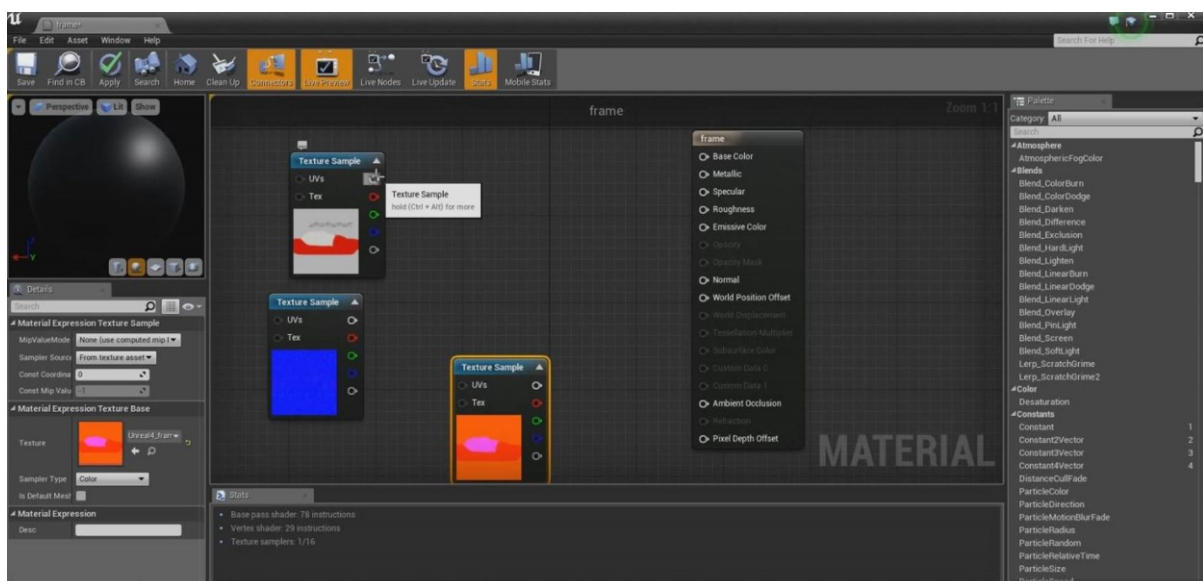 frame*
File Edit Asset Window Help
Search For Help
Save Find in CB Apply Search Home Clean Up Connectors Live Preview Live Nodes Live Update Stats Mobile Stats
Perspective Lit Show
frame
Zoom 1:1
Texture Sample
UVs
Tex
Texture Sample
hold (Ctrl + Alt) for more
Texture Sample
UVs
Tex
Texture Sample
UVs
Tex
frame
Base Color
Metallic
Specular
Roughness
Emissive Color
Opacity
Opacity Mask
Normal
World Position Offset
World Displacement
Tessellation Multiplier
Subsurface Color
Custom Data 0
Custom Data 1
Ambient Occlusion
Refraction
Pixel Depth Offset
MATERIAL
Details
Search
Material Expression Texture Sample
MipValueMode None (use computed mip l
Sampler Source From texture asset
Const Coordina 0
Const Mip Valu -1
Material Expression Texture Base
Texture Unreal4_fram
Sampler Type Color
Is Default Mesh
Material Expression
Desc
Stats
Base pass shader: 78 instructions
Vertex shader: 29 instructions
Texture samplers: 1/16
Palette
Category: All
Search
Atmosphere
AtmosphericFogColor
Blends
Blend_ColorBurn
Blend_ColorDodge
Blend_Darken
Blend_Difference
Blend_Exclusion
Blend_HardLight
Blend_Lighten
Blend_LinearBurn
Blend_LinearDodge
Blend_LinearLight
Blend_Overlay
Blend_PinLight
Blend_Screen
Blend_SoftLight
Lerp_ScratchGrime
Lerp_ScratchGrime2
Color
Desaturation
Constants
Constant 1
Constant2Vector 2
Constant3Vector 3
Constant4Vector 4
DistanceCullFade
ParticleColor
ParticleDirection
ParticleMotionBlurFade
ParticleRadius
ParticleRandom
ParticleRelativeTime
ParticleSize